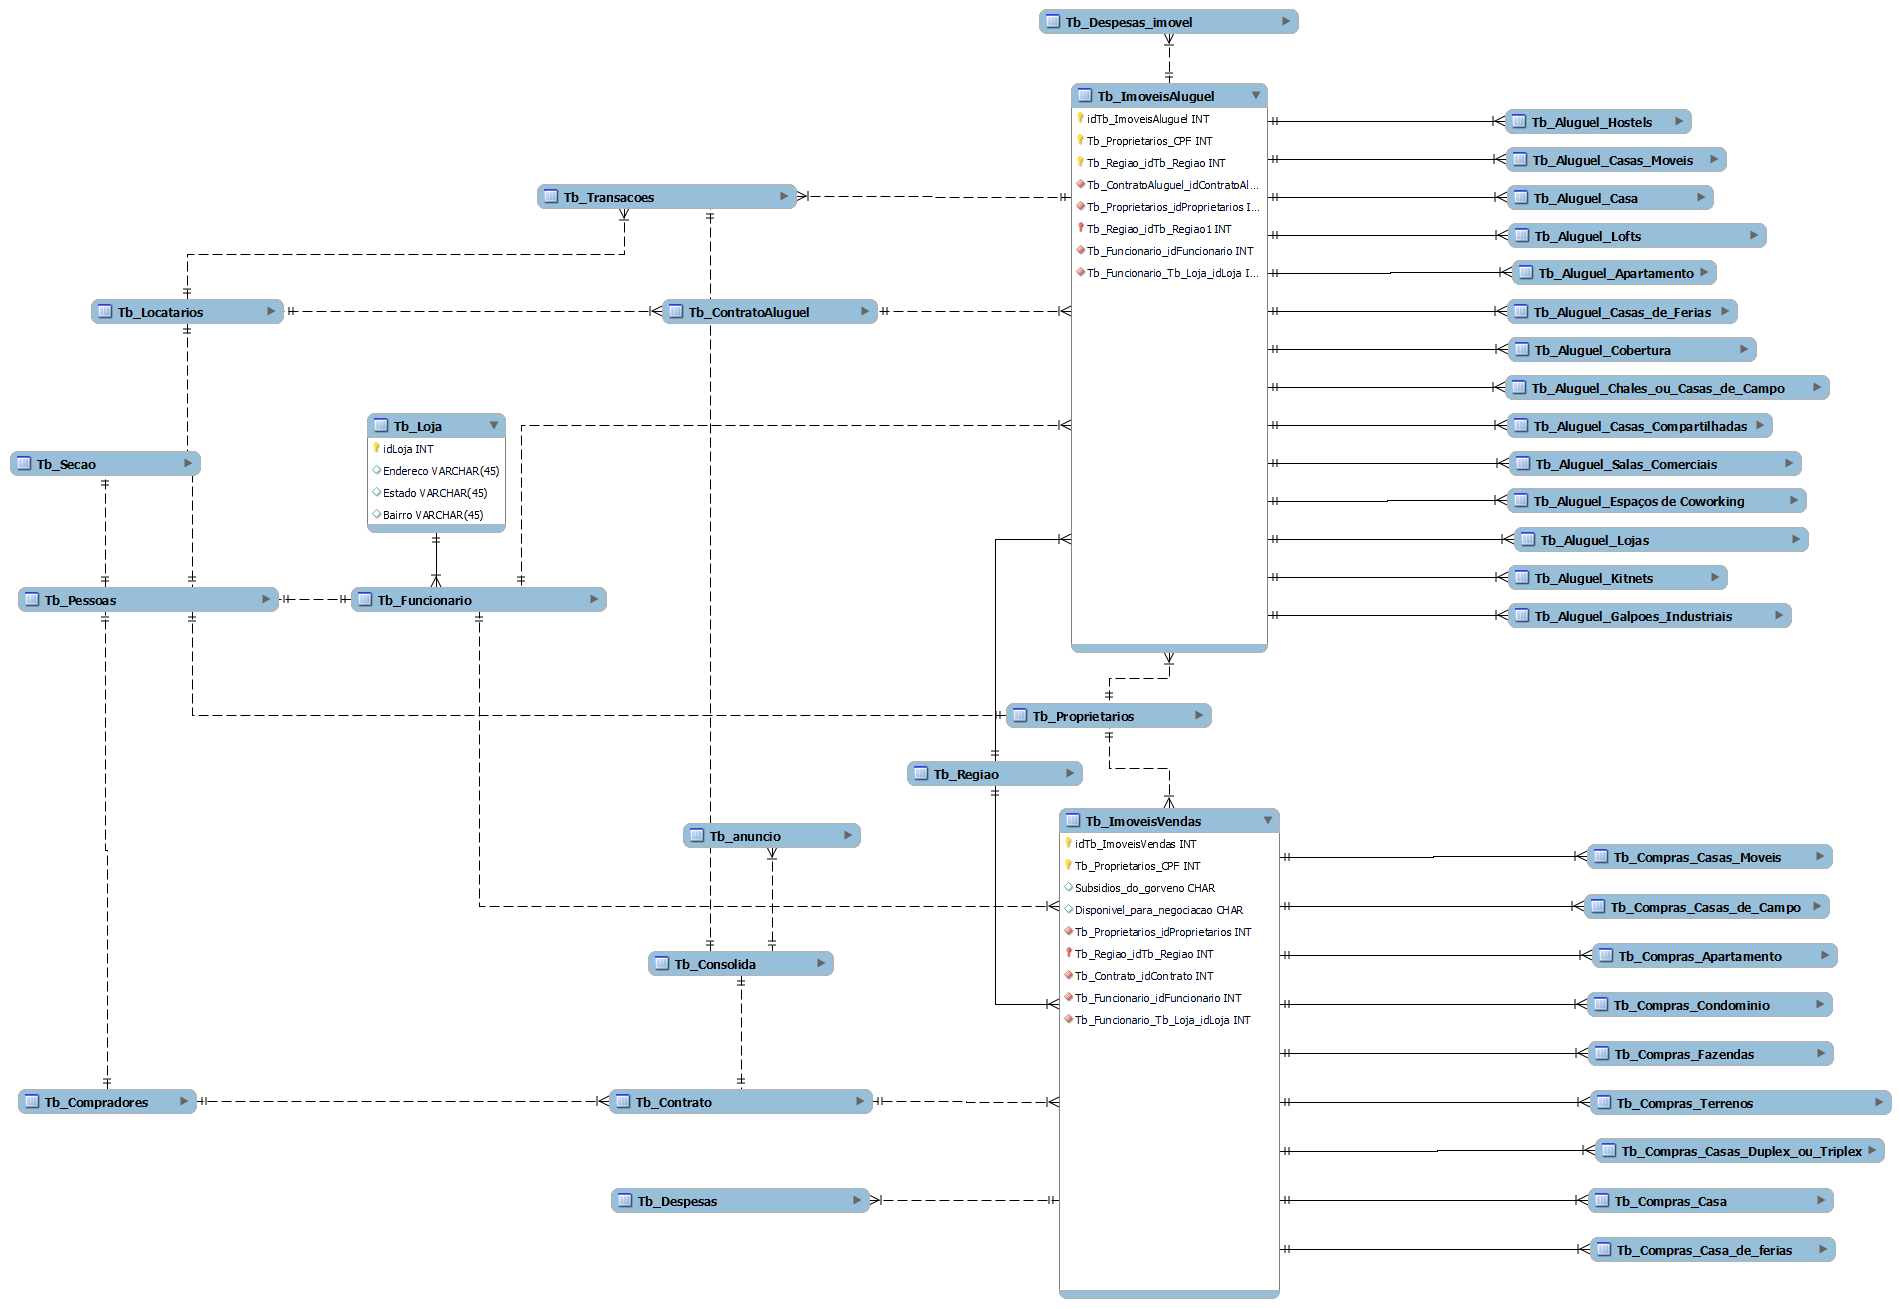 Tb_Despesas_imovel
Tb_ImoveisAluguel
idTb_ImoveisAluguel INT
Tb_Proprietarios_CPF INT
Tb_Regiao_idTb_Regiao INT
Tb_ContratoAluguel_idContratoAl...
Tb_Proprietarios_idProprietarios I...
Tb_Regiao_idTb_Regiao1 INT
Tb_Funcionario_idFuncionario INT
Tb_Funcionario_Tb_Loja_idLoja I...
Tb_Aluguel_Hostels
Tb_Aluguel_Casas_Moveis
Tb_Aluguel_Casa
Tb_Aluguel_Lofts
Tb_Aluguel_Apartamento
Tb_Aluguel_Casas_de_Ferias
Tb_Aluguel_Cobertura
Tb_Aluguel_Chales_ou_Casas_de_Campo
Tb_Aluguel_Casas_Compartilhadas
Tb_Aluguel_Salas_Comerciais
Tb_Aluguel_Espaços de Coworking
Tb_Aluguel_Lojas
Tb_Aluguel_Kitnets
Tb_Aluguel_Galpoes_Industriais
Tb_Transacoes
Tb_Locatarios
Tb_ContratoAluguel
Tb_Loja
idLoja INT
Endereco VARCHAR(45)
Estado VARCHAR(45)
Bairro VARCHAR(45)
Tb_Secao
Tb_Pessoas
Tb_Funcionario
Tb_Proprietarios
Tb_Regiao
Tb_anuncio
Tb_Consolida
Tb_ImoveisVendas
idTb_ImoveisVendas INT
Tb_Proprietarios_CPF INT
Subsidios_do_gorveno CHAR
Disponivel_para_negociacao CHAR
Tb_Proprietarios_idProprietarios INT
Tb_Regiao_idTb_Regiao INT
Tb_Contrato_idContrato INT
Tb_Funcionario_idFuncionario INT
Tb_Funcionario_Tb_Loja_idLoja INT
Tb_Compras_Casas_Moveis
Tb_Compras_Casas_de_Campo
Tb_Compras_Apartamento
Tb_Compras_Condominio
Tb_Compras_Fazendas
Tb_Compras_Terrenos
Tb_Compras_Casas_Duplex_ou_Triplex
Tb_Compras_Casa
Tb_Compras_Casa_de_ferias
Tb_Compradores
Tb_Contrato
Tb_Despesas